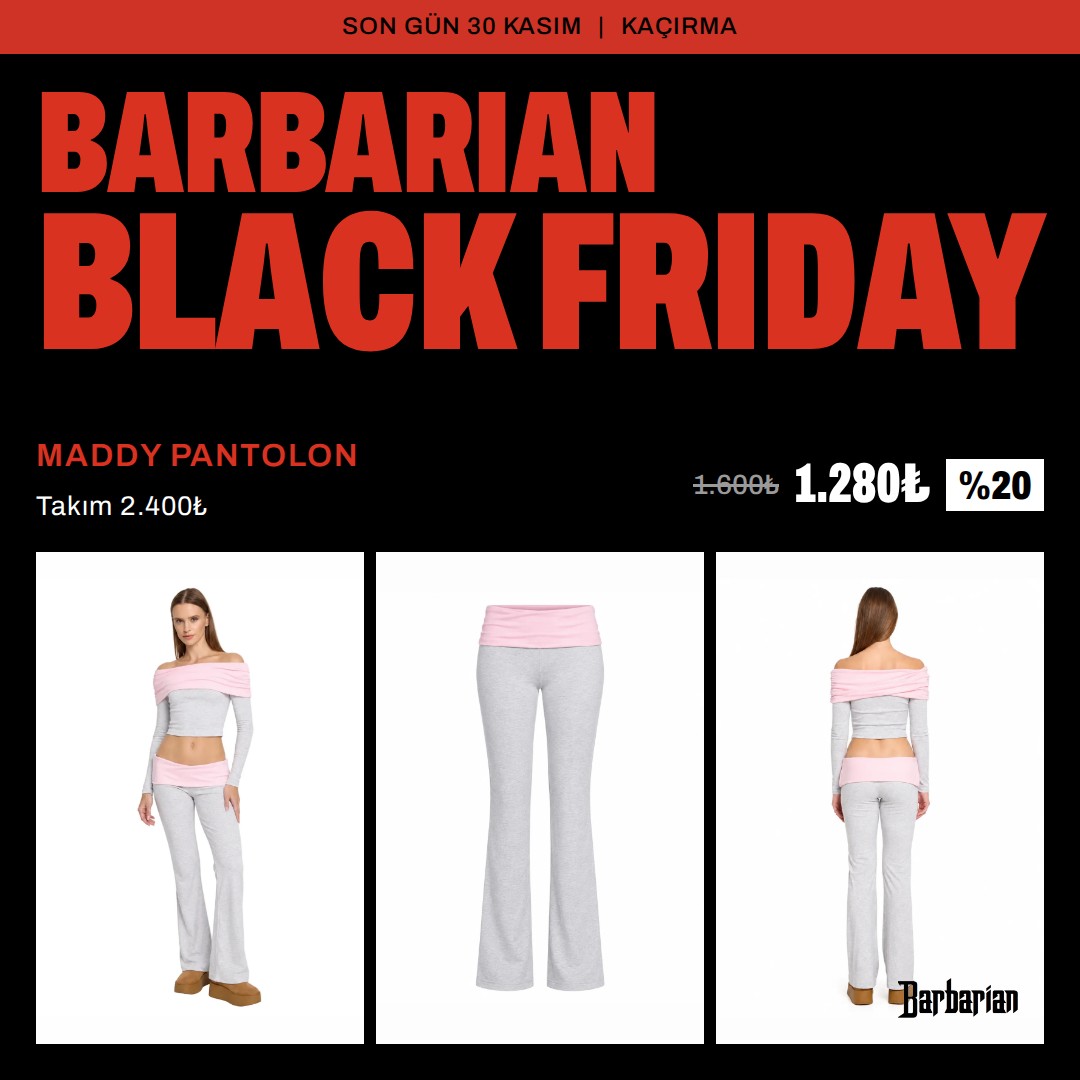 SON GÜN 30 KASIM | KAÇIRMA
BARBARIAN
BLACK FRIDAY
MADDY PANTOLON
Takım 2.400₺
1.600₺ 1.280₺ %20
Barbarian